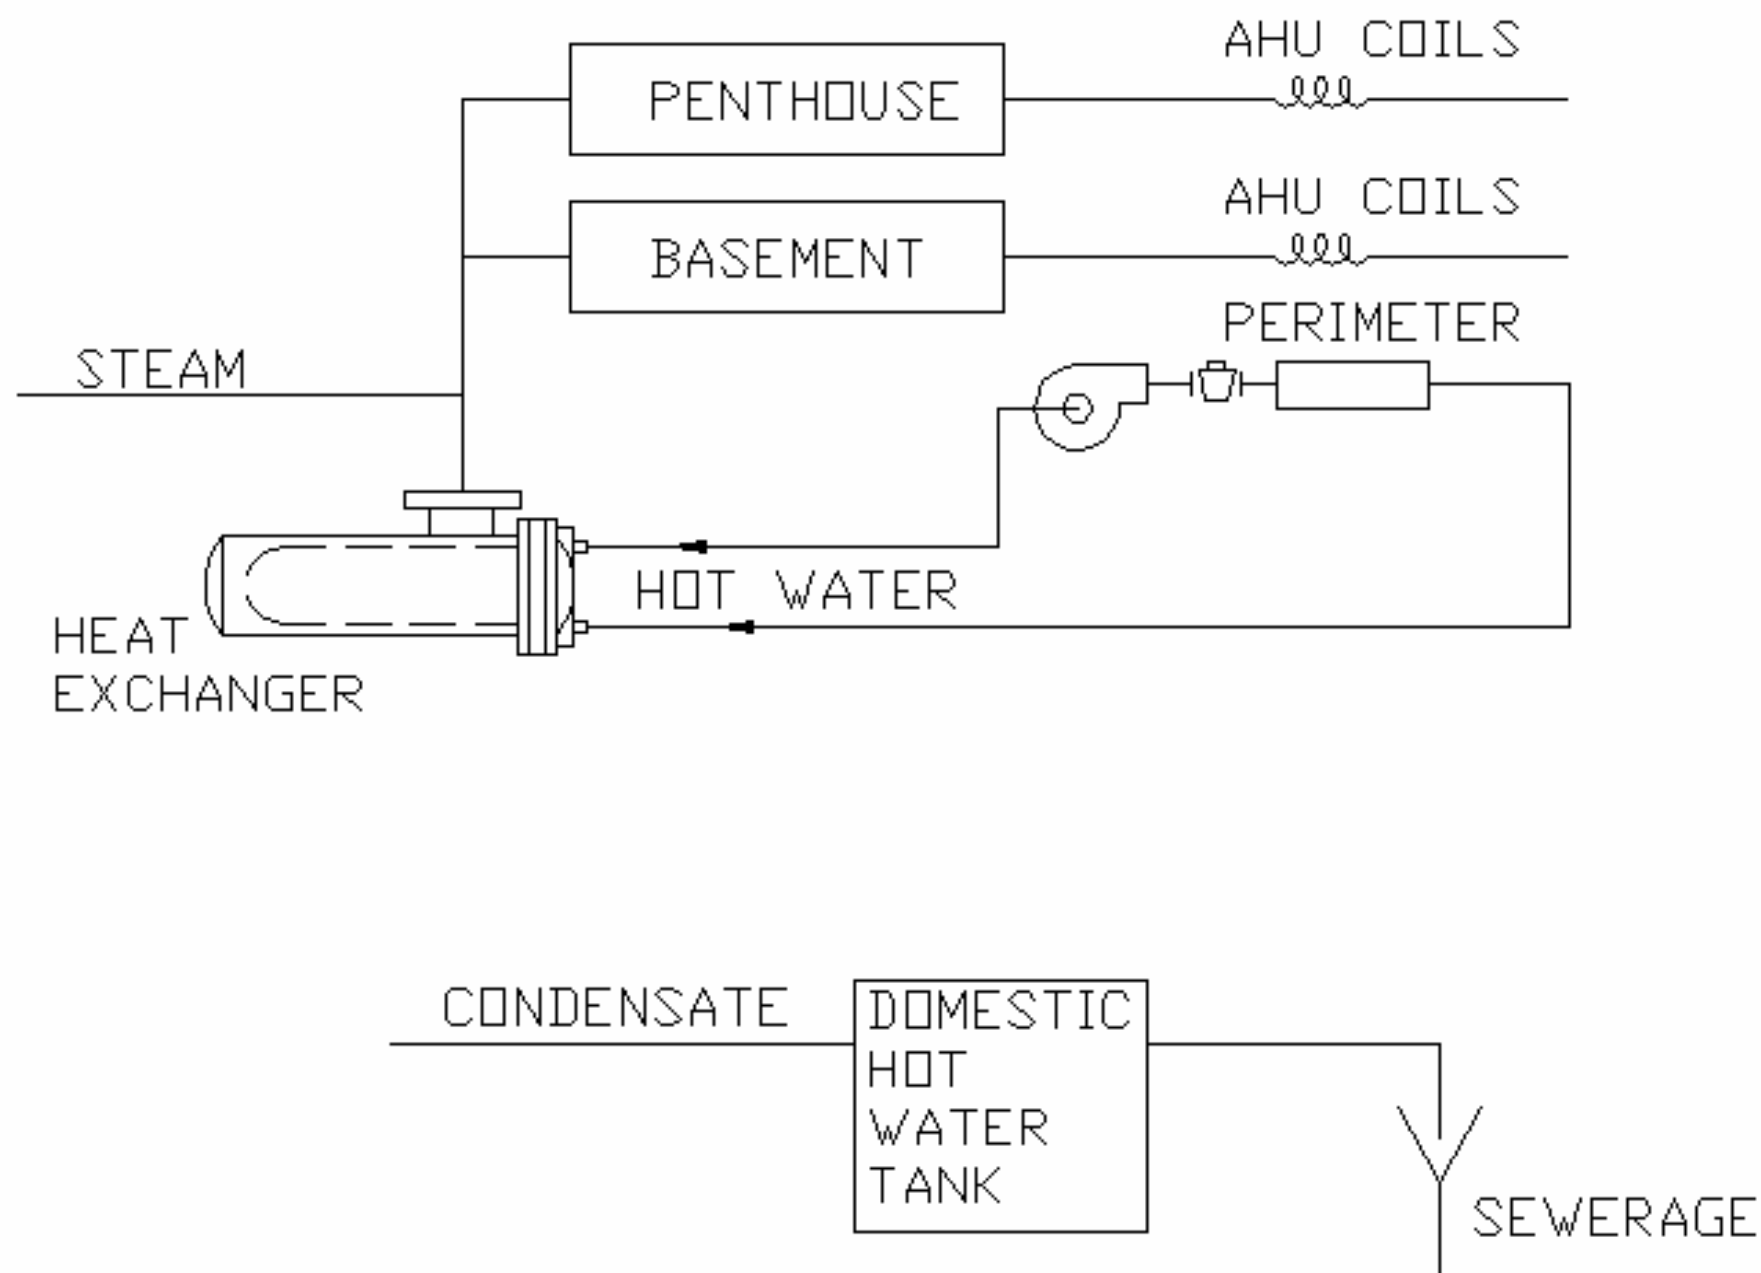 AHU COILS
PENTHOUSE
AHU COILS
BASEMENT
PERIMETER
STEAM
HOT WATER
HEAT
EXCHANGER
CONDENSATE
DOMESTIC
HOT
WATER
TANK
SEWERAGE